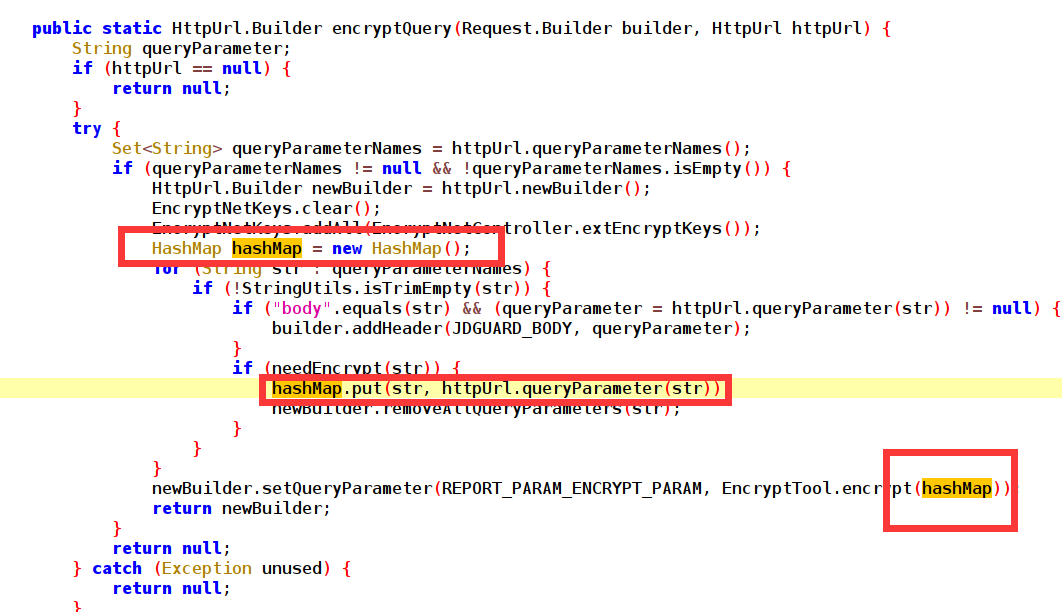 public static HttpUrl.Builder encryptQuery(Request.Builder builder, HttpUrl httpUrl) {
    String queryParameter;
    if (httpUrl == null) {
        return null;
    }
    try {
        Set<String> queryParameterNames = httpUrl.queryParameterNames();
        if (queryParameterNames != null && !queryParameterNames.isEmpty()) {
            HttpUrl.Builder newBuilder = httpUrl.newBuilder();
            EncryptNetKeys.clear();
            EncryptNetKeys.addAll(EncryptNetController.extEncryptKeys());
            HashMap hashMap = new HashMap();
            for (String str : queryParameterNames) {
                if (!StringUtils.isTrimEmpty(str)) {
                    if ("body".equals(str) && (queryParameter = httpUrl.queryParameter(str)) != null) {
                        builder.addHeader(JDGUARD_BODY, queryParameter);
                    }
                    if (needEncrypt(str)) {
                        hashMap.put(str, httpUrl.queryParameter(str))
                        newBuilder.removeAllQueryParameters(str);
                    }
                }
            }
            newBuilder.setQueryParameter(REPORT_PARAM_ENCRYPT_PARAM, EncryptTool.encrypt(hashMap))
            return newBuilder;
        }
        return null;
    } catch (Exception unused) {
        return null;
    }